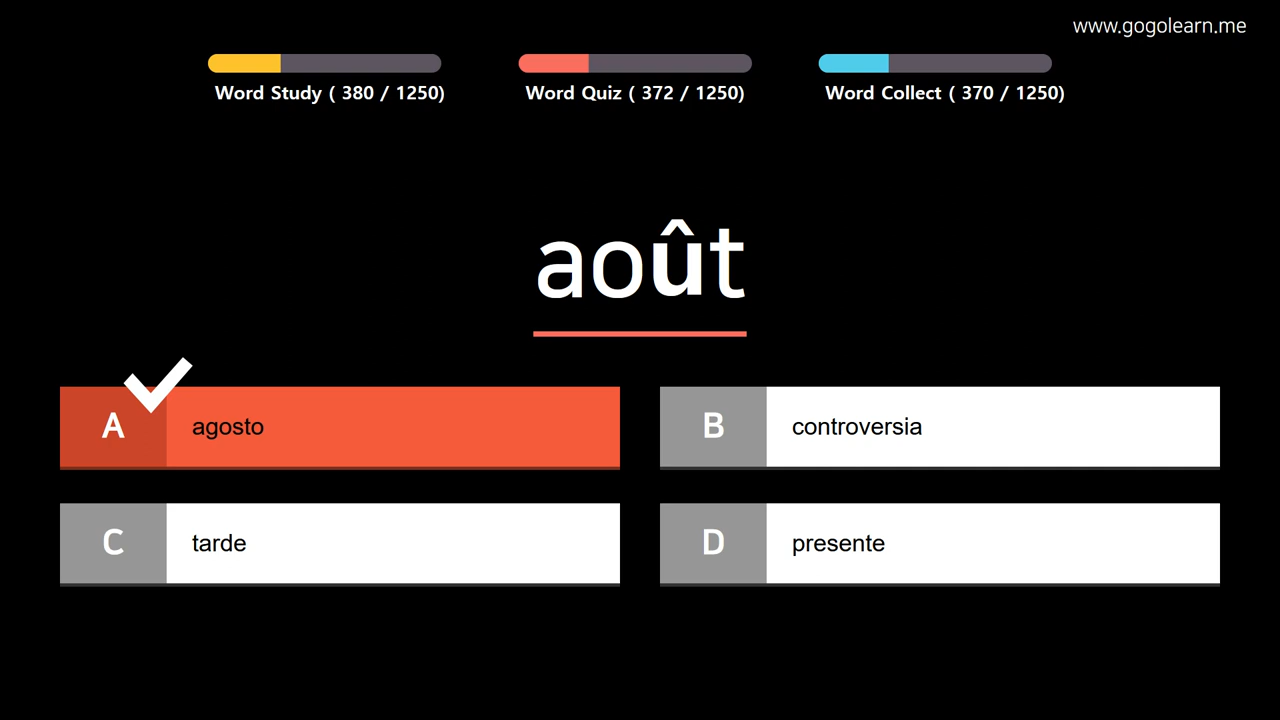 www.gogolearn.me
Word Study ( 380 / 1250)
Word Quiz ( 372 / 1250)
Word Collect ( 370 / 1250)
août
A agosto
B controversia
C tarde
D presente